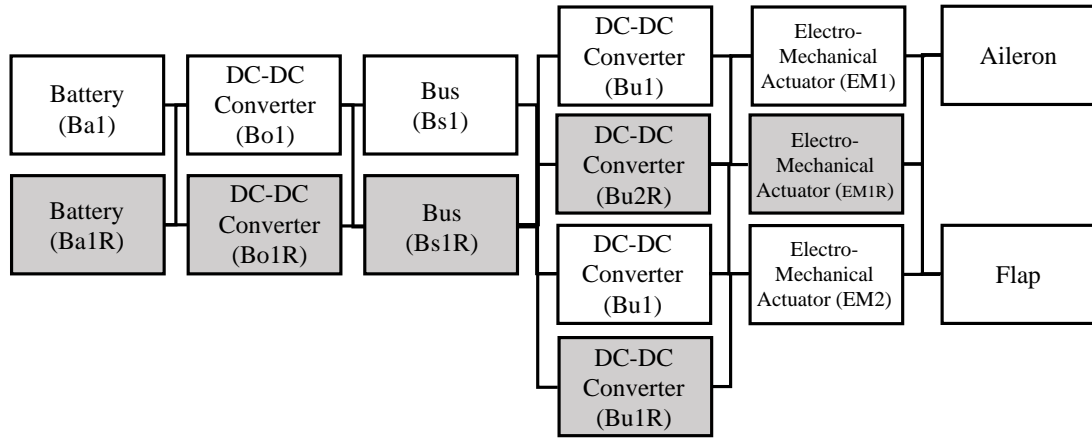 Battery
(Ba1)
Battery
(Ba1R)
DC-DC
Converter
(Bo1)
DC-DC
Converter
(Bo1R)
Bus
(Bs1)
Bus
(Bs1R)
DC-DC
Converter
(Bu1)
DC-DC
Converter
(Bu2R)
DC-DC
Converter
(Bu1)
DC-DC
Converter
(Bu1R)
Electro-
Mechanical
Actuator (EM1)
Electro-
Mechanical
Actuator (EM1R)
Electro-
Mechanical
Actuator (EM2)
Aileron
Flap